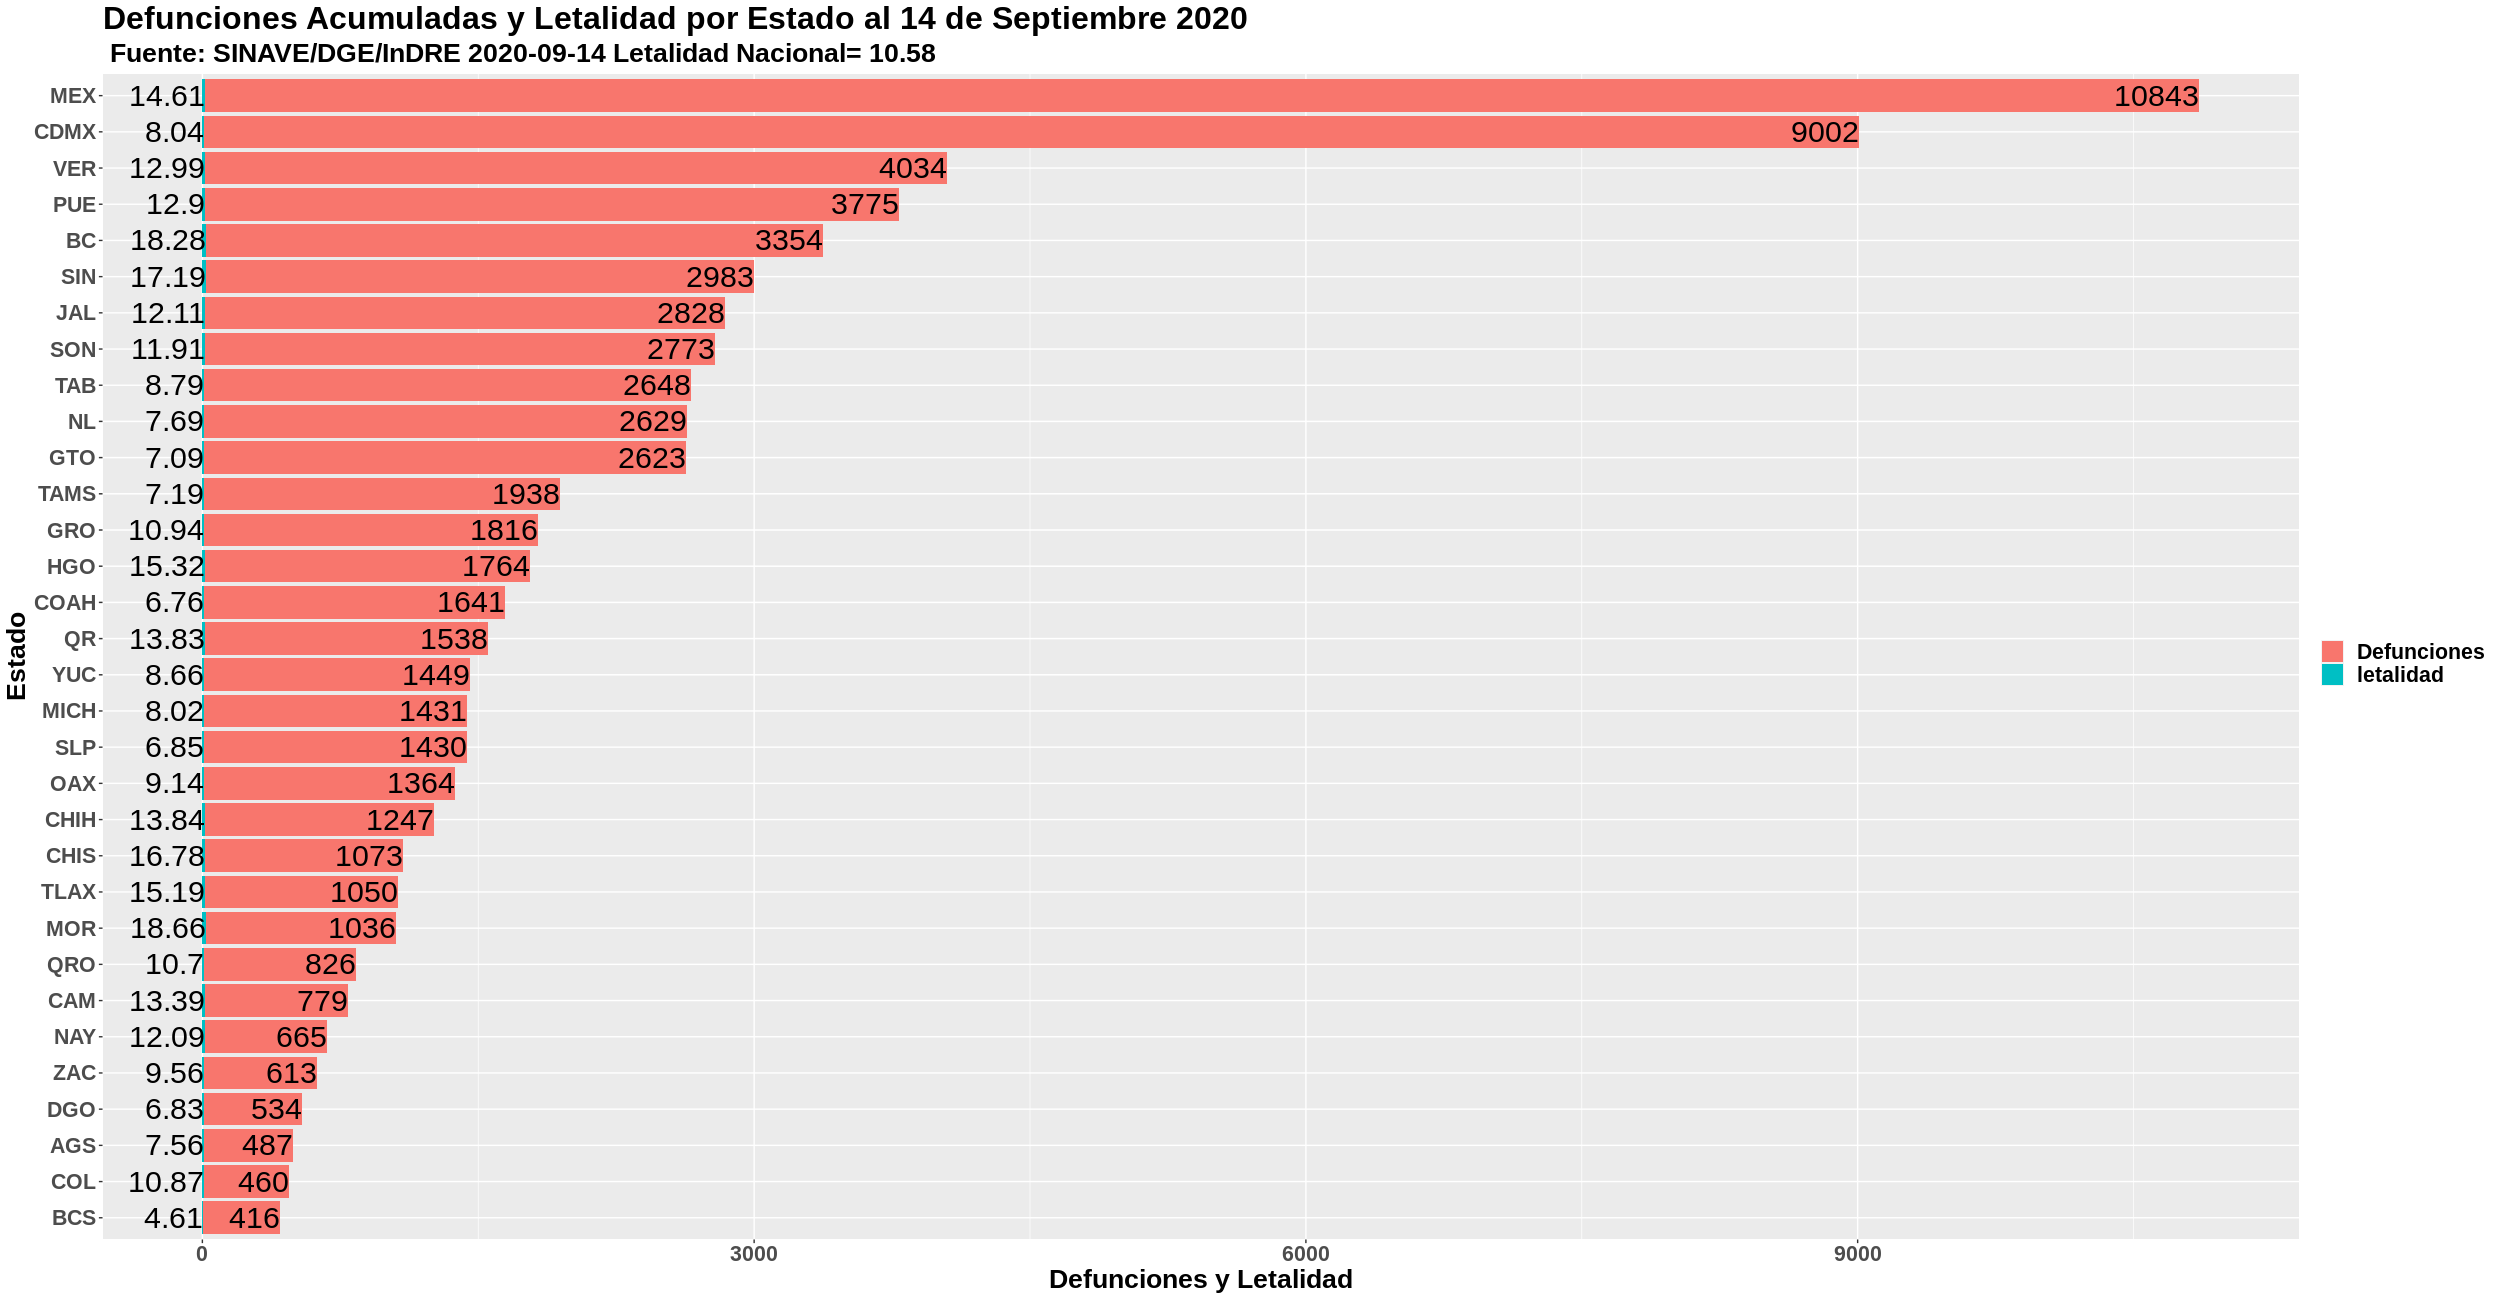 Defunciones Acumuladas y Letalidad por Estado al 14 de Septiembre 2020
Fuente: SINAVE/DGE/InDRE 2020-09-14 Letalidad Nacional= 10.58
MEX 14.61 10843
CDMX 8.04 9002
VER 12.99 4034
PUE 12.9 3775
BC 18.28 3354
SIN 17.19 2983
JAL 12.11 2828
SON 11.91 2773
TAB 8.79 2648
NL 7.69 2629
GTO 7.09 2623
TAMS 7.19 1938
GRO 10.94 1816
HGO 15.32 1764
COAH 6.76 1641
QR 13.83 1538
YUC 8.66 1449
MICH 8.02 1431
SLP 6.85 1430
OAX 9.14 1364
CHIH 13.84 1247
CHIS 16.78 1073
TLAX 15.19 1050
MOR 18.66 1036
QRO 10.7 826
CAM 13.39 779
NAY 12.09 665
ZAC 9.56 613
DGO 6.83 534
AGS 7.56 487
COL 10.87 460
BCS 4.61 416
0 3000 6000 9000
Defunciones y Letalidad
Estado
Defunciones
letalidad